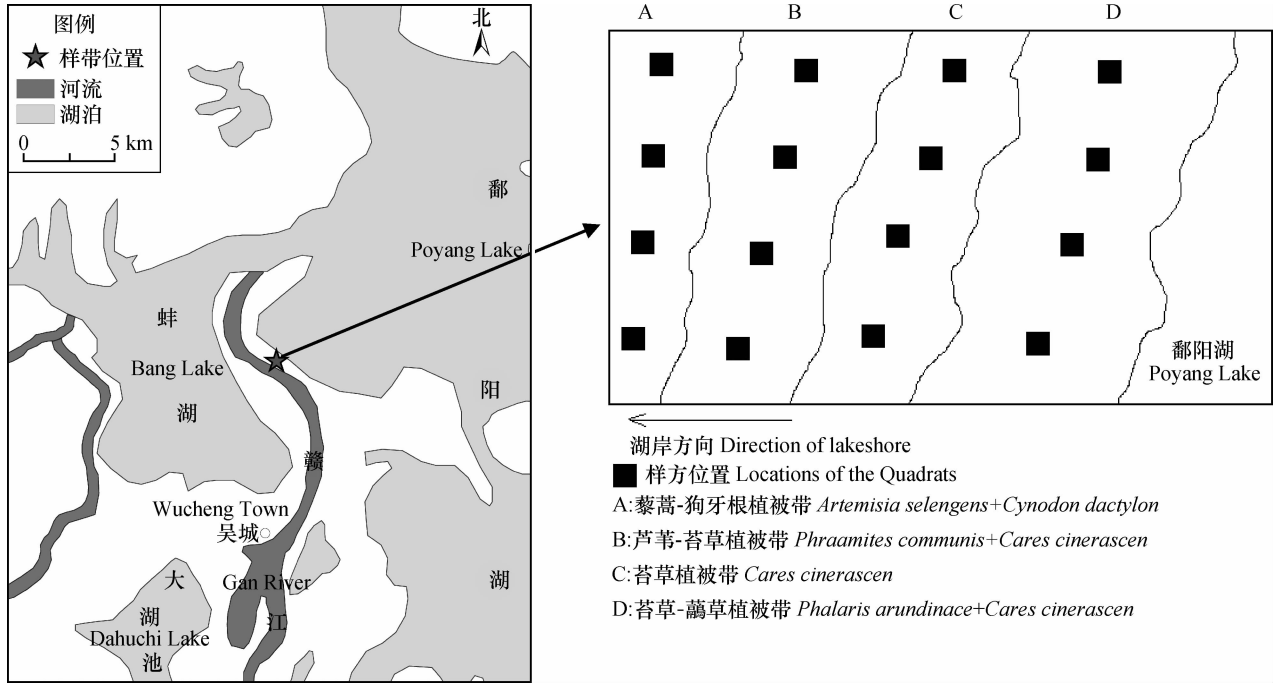 图例
样带位置
河流
湖泊
0 5 km
北
鄱
Poyang Lake
阳
湖
蚌
Bang Lake
湖
赣
Wucheng Town
吴城
Gan River
江
大
湖
Dahuchi Lake
池
A B C D
鄱阳湖
Poyang Lake
湖岸方向 Direction of lakeshore
样方位置 Locations of the Quadrats
A:藜蒿-狗牙根植被带 Artemisia selengens+Cynodon dactylon
B:芦苇-苔草植被带 Phraamites communis+Cares cinerascen
C:苔草植被带 Cares cinerascen
D:苔草-虉草植被带 Phalaris arundinace+Cares cinerascen